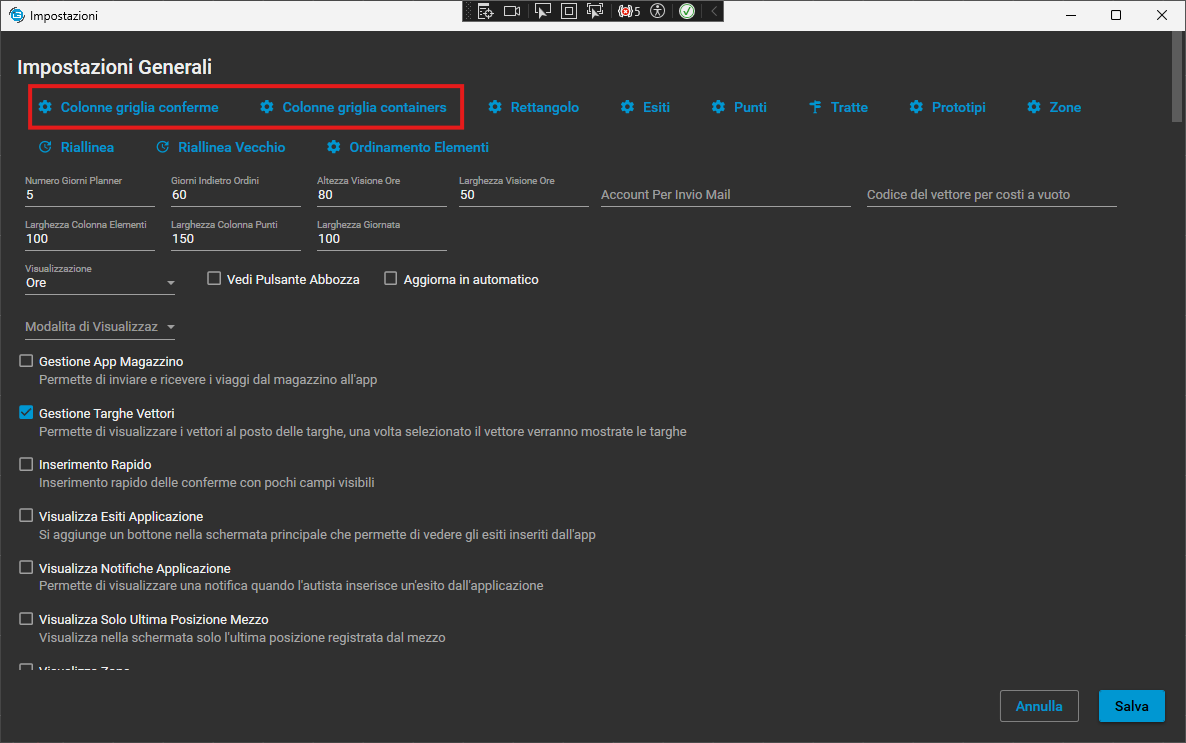 Impostazioni
5
Impostazioni Generali
Colonne griglia conferme Colonne griglia containers Rettangolo Esiti Punti Tratte Prototipi Zone
Riallinea Riallinea Vecchio Ordinamento Elementi
Numero Giorni Planner Giorni Indietro Ordini Altezza Visione Ore Larghezza Visione Ore
5 60 80 50 Account Per Invio Mail Codice del vettore per costi a vuoto
Larghezza Colonna Elementi Larghezza Colonna Punti Larghezza Giornata
100 150 100
Visualizzazione
Ore Vedi Pulsante Abbozza Aggiorna in automatico
Modalita di Visualizzaz
Gestione App Magazzino
Permette di inviare e ricevere i viaggi dal magazzino all'app
Gestione Targhe Vettori
Permette di visualizzare i vettori al posto delle targhe, una volta selezionato il vettore verranno mostrate le targhe
Inserimento Rapido
Inserimento rapido delle conferme con pochi campi visibili
Visualizza Esiti Applicazione
Si aggiunge un bottone nella schermata principale che permette di vedere gli esiti inseriti dall'app
Visualizza Notifiche Applicazione
Permette di visualizzare una notifica quando l'autista inserisce un'esito dall'applicazione
Visualizza Solo Ultima Posizione Mezzo
Visualizza nella schermata solo l'ultima posizione registrata dal mezzo
Visualizza Zone
Annulla Salva